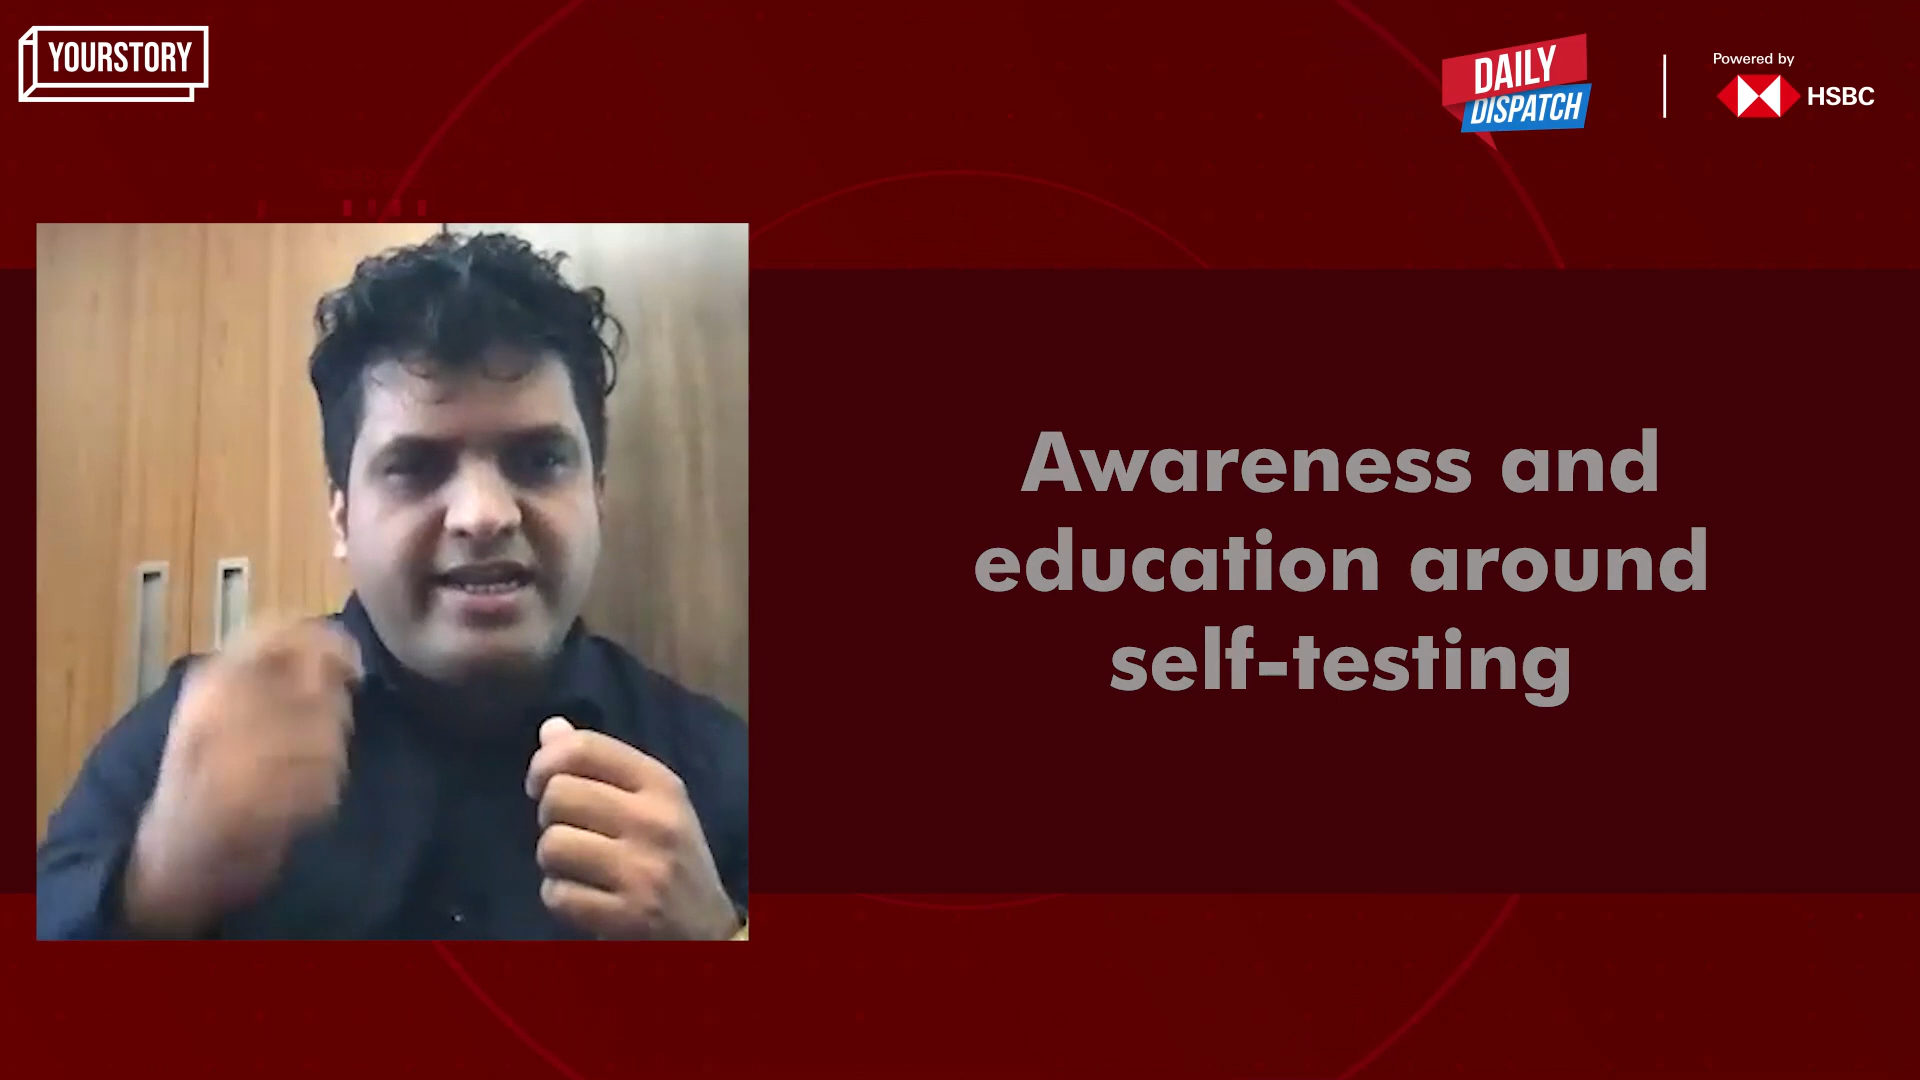 YOURSTORY
DAILY
DISPATCH
Powered by
HSBC
Awareness and
education around
self-testing